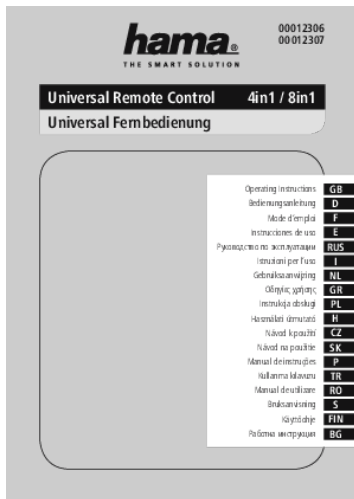 00012306
00012307
hama®
THE SMART SOLUTION
Universal Remote Control 4in1 / 8in1
Universal Fernbedienung
Operating Instructions GB
Bedienungsanleitung D
Mode d'emploi F
Instrucciones de uso E
Руководство по эксплуатации RUS
Istruzioni per l'uso I
Gebruiksaanwijzing NL
Οδηγίες χρήσης GR
Instrukcja obsługi PL
Használati útmutató H
Návod k použití CZ
Návod na použitie SK
Manual de instruções P
Kullanma kılavuzu TR
Manual de utilizare RO
Bruksanvisning S
Käyttöohje FIN
Работна инструкция BG